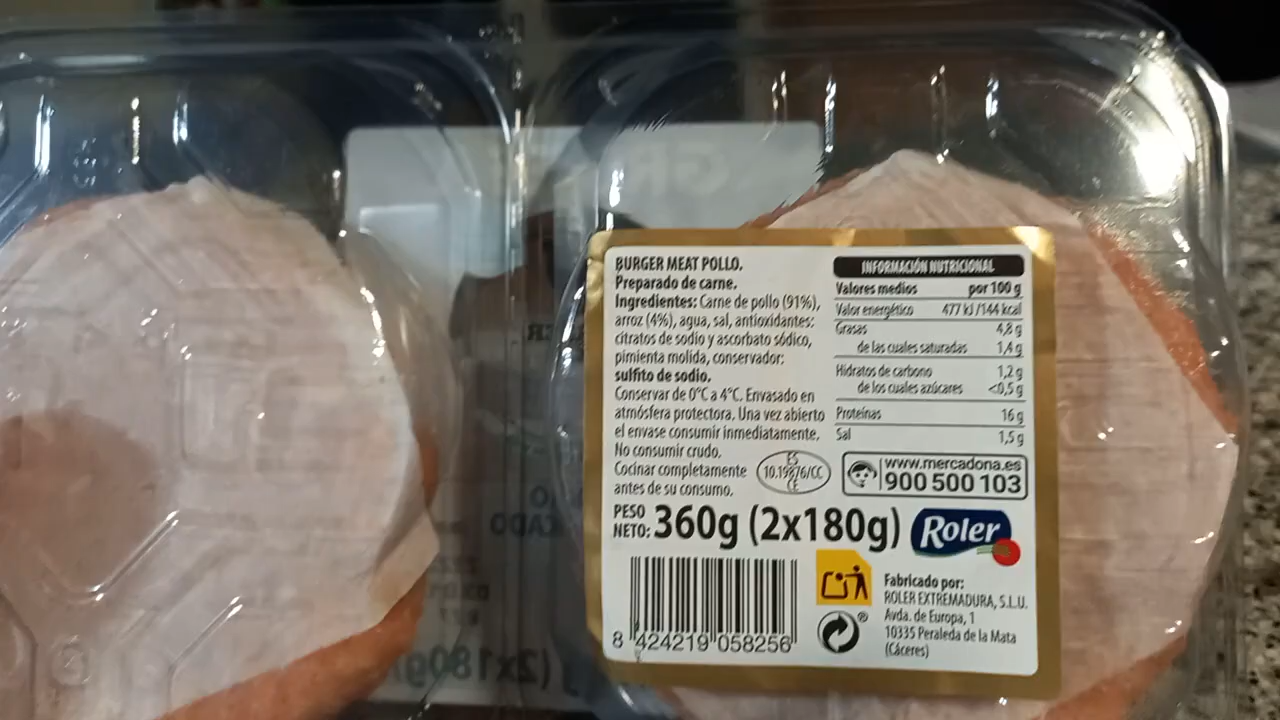 BURGER MEAT POLLO.
Preparado de carne.
Ingredientes: Carne de pollo (91%),
arroz (4%), agua, sal, antioxidantes:
citratos de sodio y ascorbato sódico,
pimienta molida, conservador:
sulfito de sodio.
Conservar de 0°C a 4°C. Envasado en
atmósfera protectora. Una vez abierto
el envase consumir inmediatamente.
No consumir crudo.
Cocinar completamente
antes de su consumo.
ES
10.19876/CC
CE
INFORMACIÓN NUTRICIONAL
Valores medios por 100 g
Valor energético 477 kJ/144 kcal
Grasas 4,8 g
de las cuales saturadas 1,4 g
Hidratos de carbono 1,2 g
de los cuales azúcares <0,5 g
Proteínas 16 g
Sal 1,5 g
www.mercadona.es
900 500 103
PESO
NETO: 360g (2x180g)
Roler
8 424219 058256
Fabricado por:
ROLER EXTREMADURA, S.L.U.
Avda. de Europa, 1
10335 Peraleda de la Mata
(Cáceres)
(2x180g)